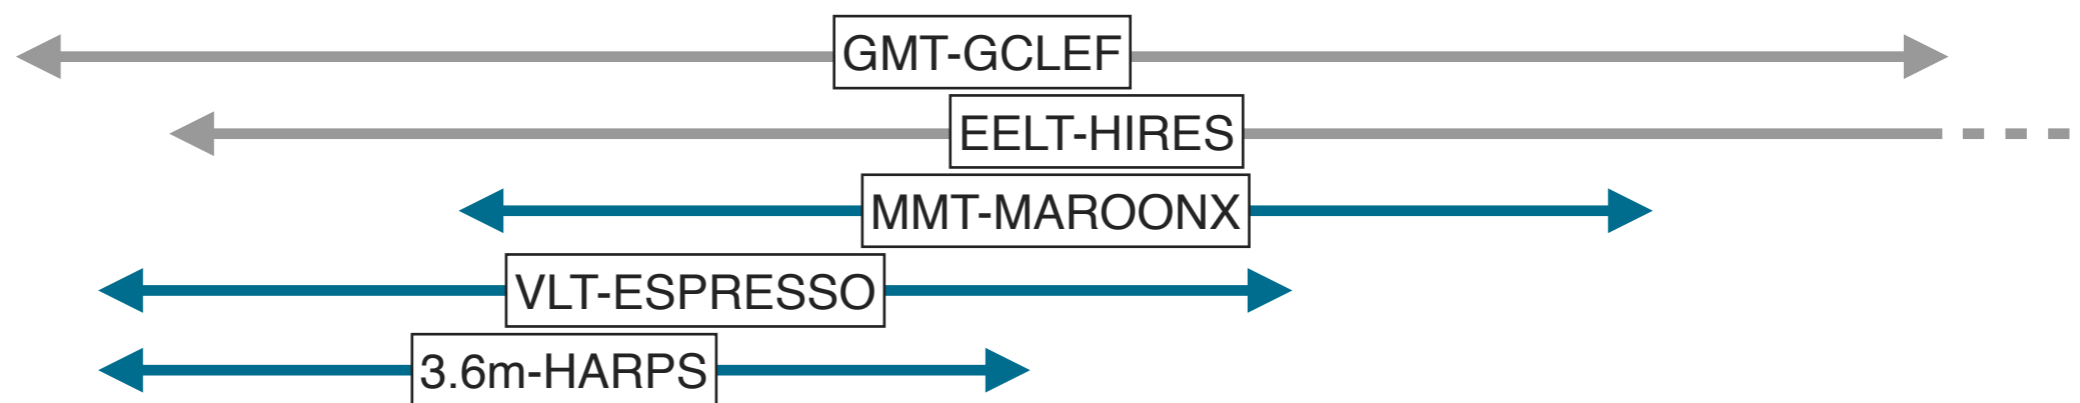 GMT-GCLEF
EELT-HIRES
MMT-MAROONX
VLT-ESPRESSO
3.6m-HARPS